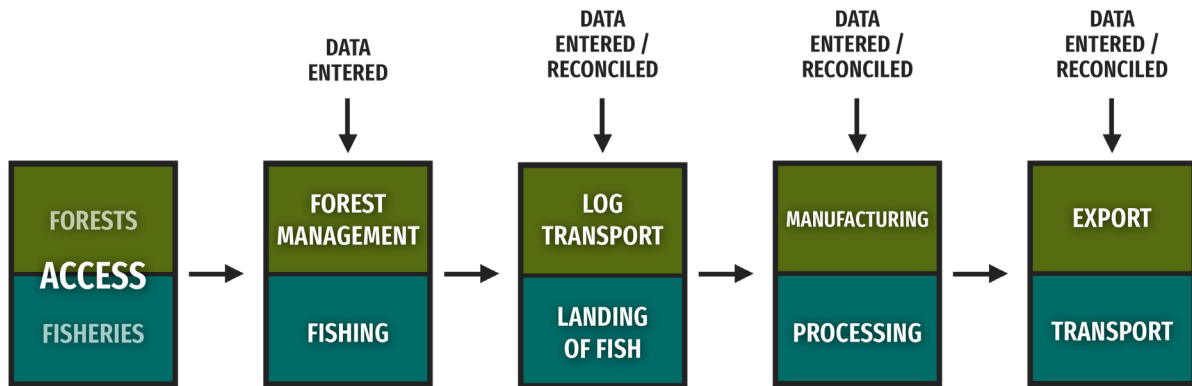 DATA
ENTERED
DATA
ENTERED /
RECONCILED
DATA
ENTERED /
RECONCILED
DATA
ENTERED /
RECONCILED
FORESTS
ACCESS
FISHERIES
FOREST
MANAGEMENT
FISHING
LOG
TRANSPORT
LANDING
OF FISH
MANUFACTURING
PROCESSING
EXPORT
TRANSPORT